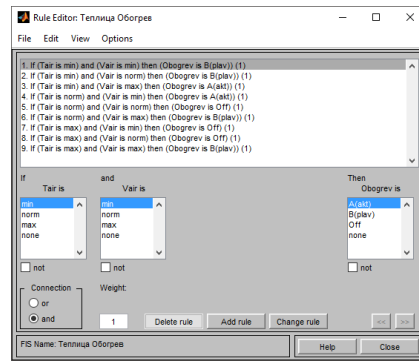 Rule Editor: Теплица Обогрев
File Edit View Options
1. If (Tair is min) and (Vair is min) then (Obogrev is B(plav)) (1)
2. If (Tair is min) and (Vair is norm) then (Obogrev is B(plav)) (1)
3. If (Tair is min) and (Vair is max) then (Obogrev is A(akt)) (1)
4. If (Tair is norm) and (Vair is min) then (Obogrev is A(akt)) (1)
5. If (Tair is norm) and (Vair is norm) then (Obogrev is Off) (1)
6. If (Tair is norm) and (Vair is max) then (Obogrev is B(plav)) (1)
7. If (Tair is max) and (Vair is min) then (Obogrev is Off) (1)
8. If (Tair is max) and (Vair is norm) then (Obogrev is Off) (1)
9. If (Tair is max) and (Vair is max) then (Obogrev is B(plav)) (1)
If and Then
Tair is Vair is Obogrev is
min min A(akt)
norm norm B(plav)
max max Off
none none none
not not not
Connection Weight:
or
and 1 Delete rule Add rule Change rule << >>
FIS Name: Теплица Обогрев Help Close